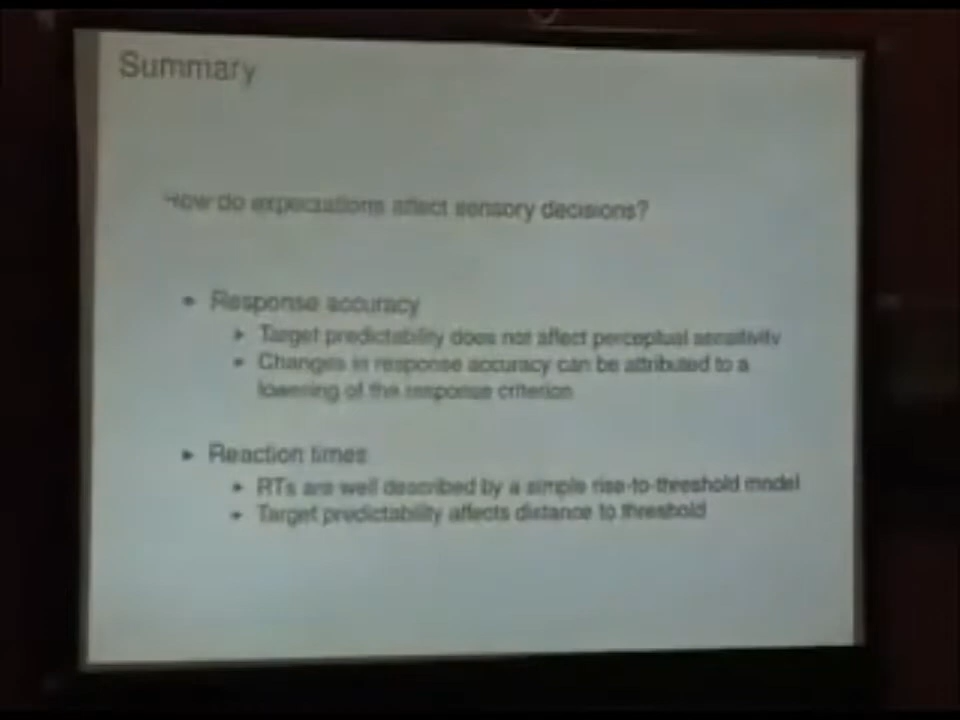 Summary
How do expectations affect sensory decisions?
Response accuracy
Target predictability does not affect perceptual sensitivity
Changes in response accuracy can be attributed to a
lowering of the response criterion
Reaction times
RTs are well described by a simple rise-to-threshold model
Target predictability affects distance to threshold